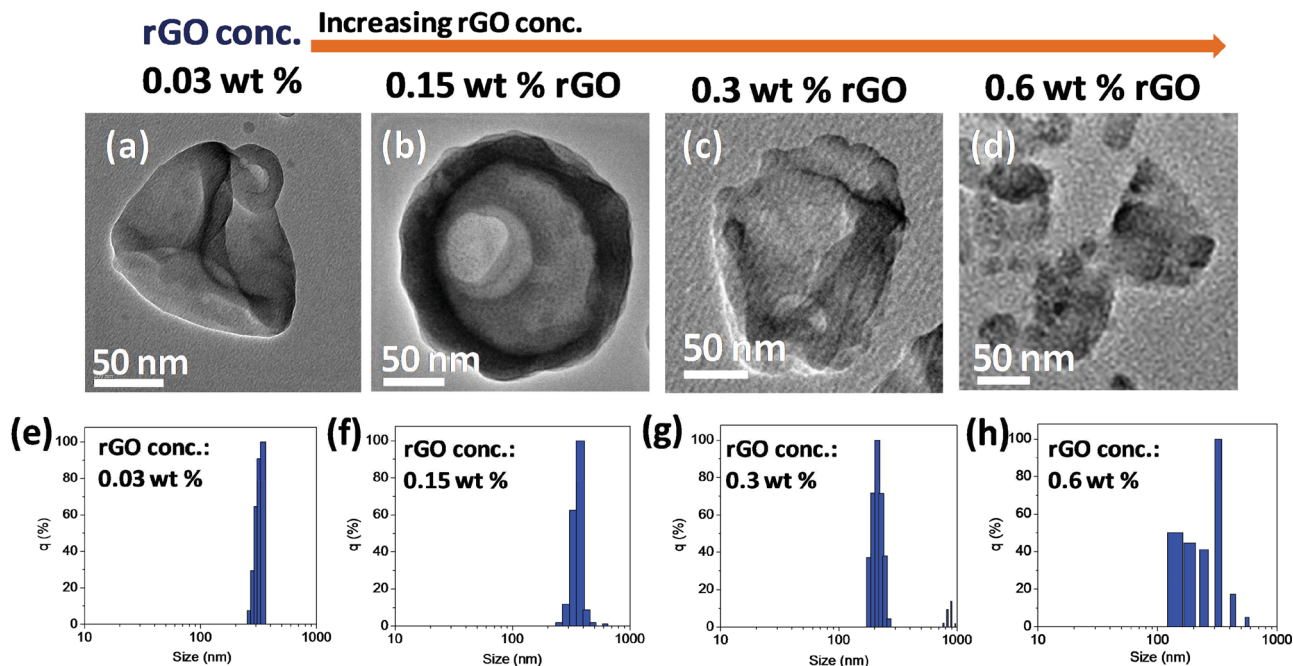 rGO conc.
Increasing rGO conc.
0.03 wt %
0.15 wt % rGO
0.3 wt % rGO
0.6 wt % rGO
(a)
(b)
(c)
(d)
50 nm
50 nm
50 nm
50 nm
(e)
rGO conc.:
0.03 wt %
100
80
60
40
20
0
q (%)
10
100
1000
Size (nm)
(f)
rGO conc.:
0.15 wt %
100
80
60
40
20
0
q (%)
10
100
1000
Size (nm)
(g)
rGO conc.:
0.3 wt %
100
80
60
40
20
0
q (%)
10
100
1000
Size (nm)
(h)
rGO conc.:
0.6 wt %
100
80
60
40
20
0
q (%)
10
100
1000
Size (nm)